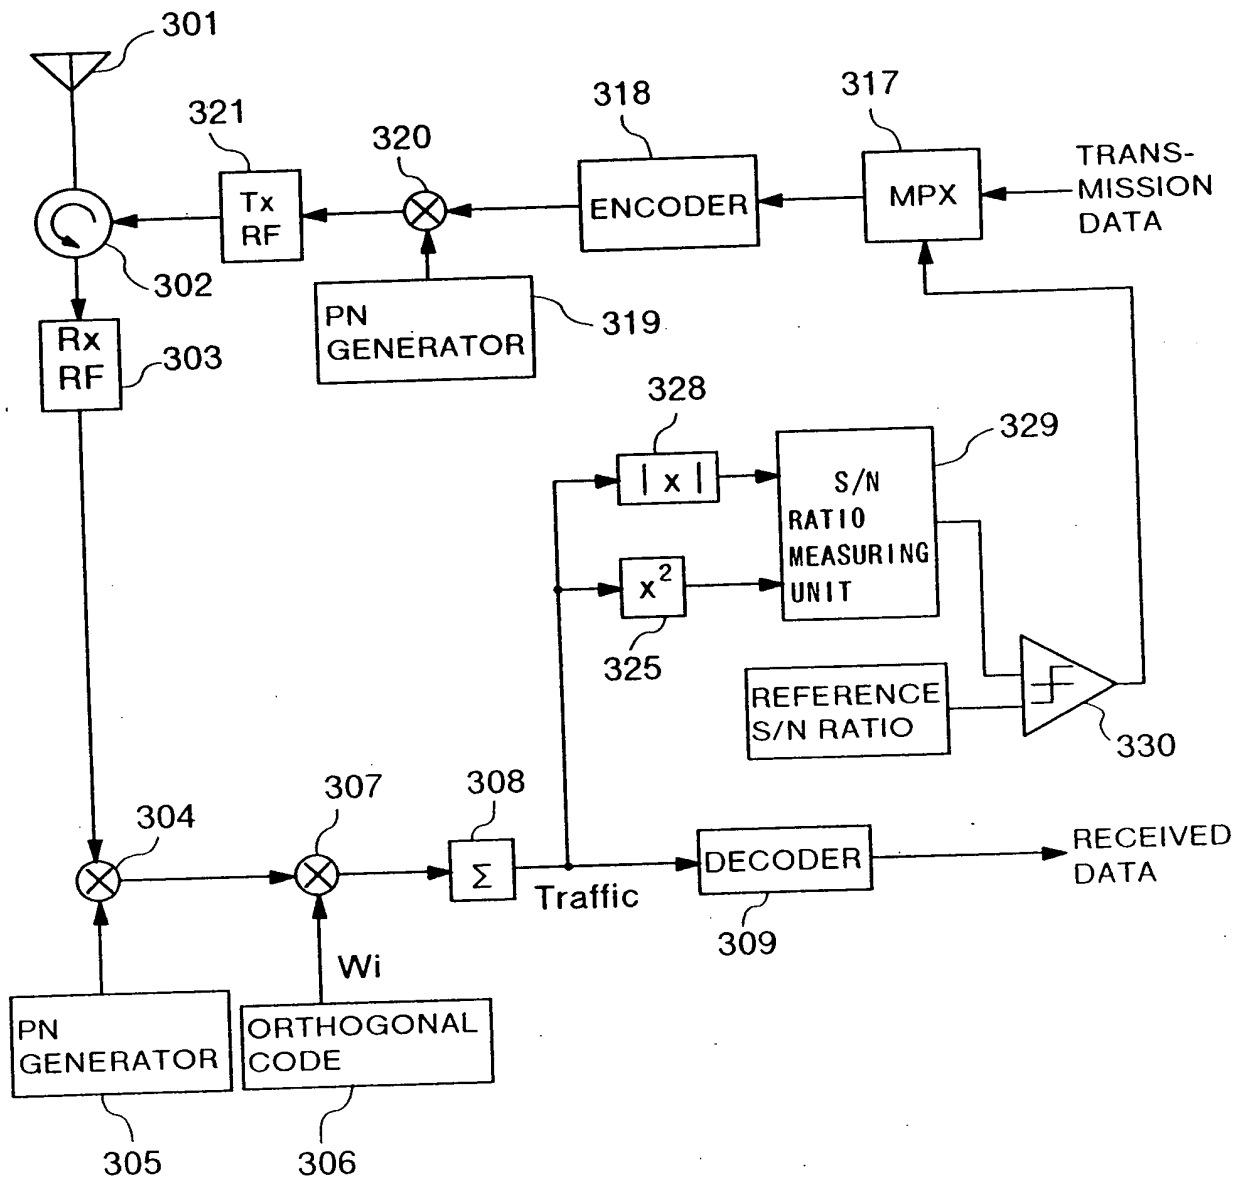 301
321
Tx
RF
320
318
ENCODER
317
MPX
TRANS-
MISSION
DATA
302
PN
GENERATOR
319
Rx
RF
303
328
| x |
329
S/N
RATIO
MEASURING
UNIT
x²
325
REFERENCE
S/N RATIO
330
304
307
308
Σ
Traffic
DECODER
309
RECEIVED
DATA
Wi
PN
GENERATOR
305
ORTHOGONAL
CODE
306